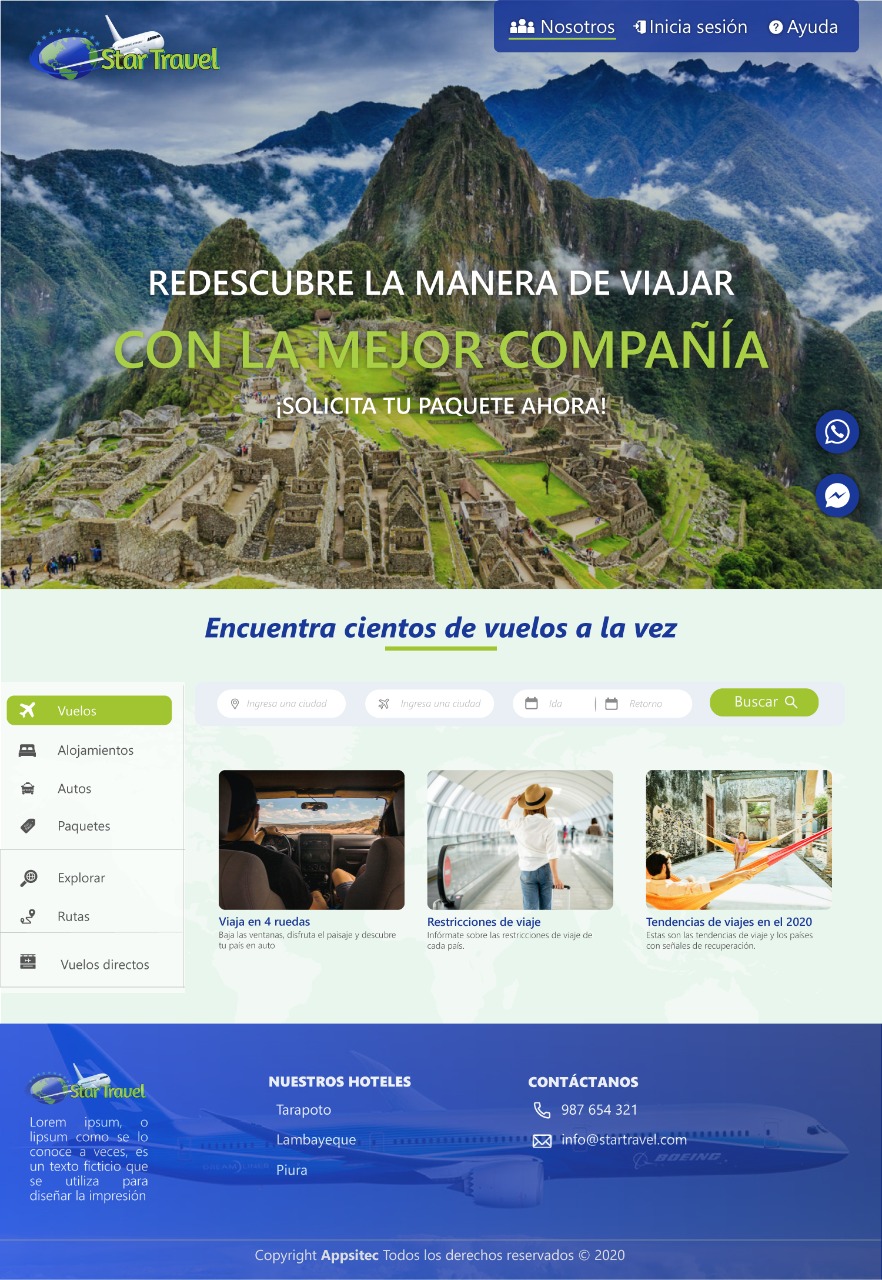 Star Travel
Nosotros
Inicia sesión
Ayuda
REDESCUBRE LA MANERA DE VIAJAR
CON LA MEJOR COMPAÑÍA
¡SOLICITA TU PAQUETE AHORA!
Encuentra cientos de vuelos a la vez
Vuelos
Alojamientos
Autos
Paquetes
Explorar
Rutas
Vuelos directos
Ingresa una ciudad
Ingresa una ciudad
Ida
Retorno
Buscar
Viaja en 4 ruedas
Baja las ventanas, disfruta el paisaje y descubre
tu país en auto
Restricciones de viaje
Infórmate sobre las restricciones de viaje de
cada país.
Tendencias de viajes en el 2020
Estas son las tendencias de viaje y los países
con señales de recuperación.
Star Travel
Lorem ipsum, o
lipsum como se lo
conoce a veces, es
un texto ficticio que
se utiliza para
diseñar la impresión
NUESTROS HOTELES
Tarapoto
Lambayeque
Piura
CONTÁCTANOS
987 654 321
info@startravel.com
DREAMLINER
BOEING
Copyright Appsitec Todos los derechos reservados © 2020